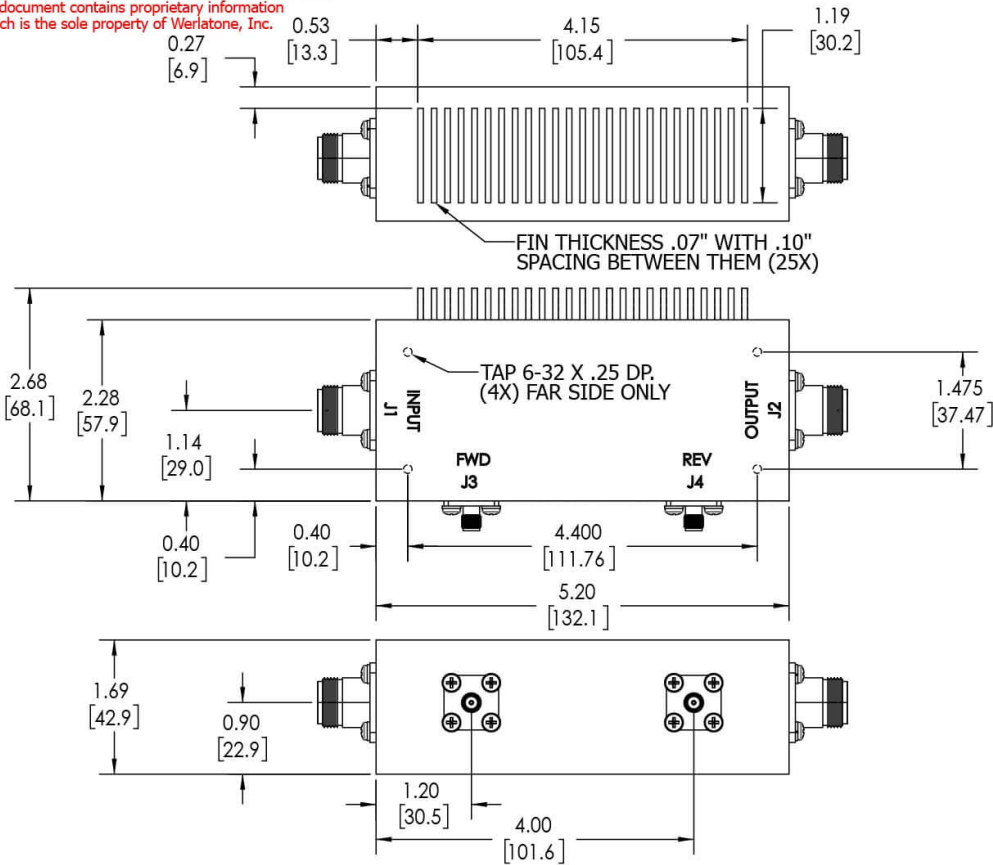 document contains proprietary information
ch is the sole property of Werlatone, Inc.
0.27
[6.9]
0.53
[13.3]
4.15
[105.4]
1.19
[30.2]
FIN THICKNESS .07" WITH .10"
SPACING BETWEEN THEM (25X)
2.68
[68.1]
2.28
[57.9]
1.14
[29.0]
TAP 6-32 X .25 DP.
(4X) FAR SIDE ONLY
INPUT
J1
OUTPUT
J2
1.475
[37.47]
FWD
J3
REV
J4
0.40
[10.2]
0.40
[10.2]
4.400
[111.76]
5.20
[132.1]
1.69
[42.9]
0.90
[22.9]
1.20
[30.5]
4.00
[101.6]